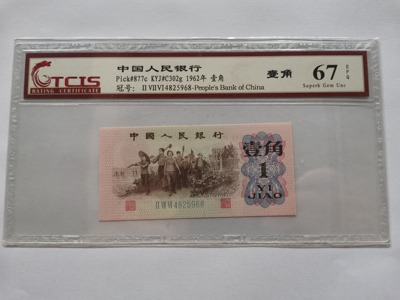 TCIS
RATING CERTIFICATE
中国人民银行
Pick#877c KYJ#C302g 1962年 壹角
冠号: II VII VI 4825968-People's Bank of China
壹角
67 EPQ
Superb Gem Unc
中国人民银行
壹角
1
YI
JIAO
II VII VI 4825968